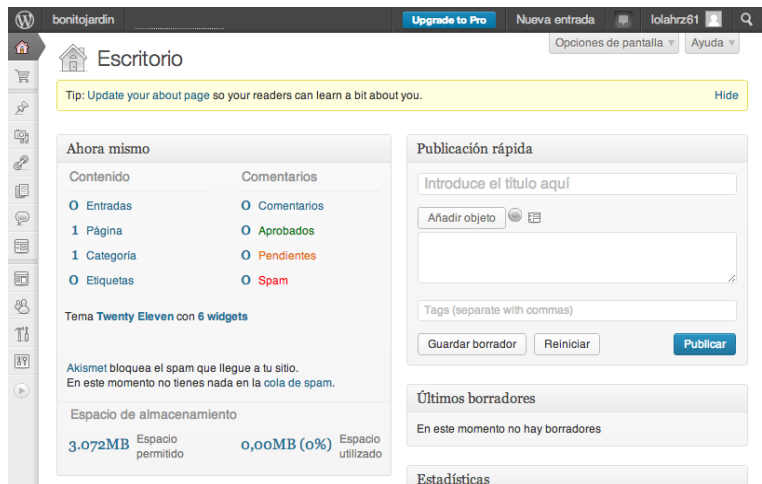 bonitojardin
Upgrade to Pro
Nueva entrada
lolahrz61
Opciones de pantalla
Ayuda
Escritorio
Tip: Update your about page so your readers can learn a bit about you.
Hide
Ahora mismo
Contenido
Comentarios
0 Entradas
0 Comentarios
1 Página
0 Aprobados
1 Categoría
0 Pendientes
0 Etiquetas
0 Spam
Tema Twenty Eleven con 6 widgets
Akismet bloquea el spam que llegue a tu sitio.
En este momento no tienes nada en la cola de spam.
Espacio de almacenamiento
3.072MB Espacio permitido
0,00MB (0%) Espacio utilizado
Publicación rápida
Introduce el título aquí
Añadir objeto
Tags (separate with commas)
Guardar borrador
Reiniciar
Publicar
Últimos borradores
En este momento no hay borradores
Estadísticas